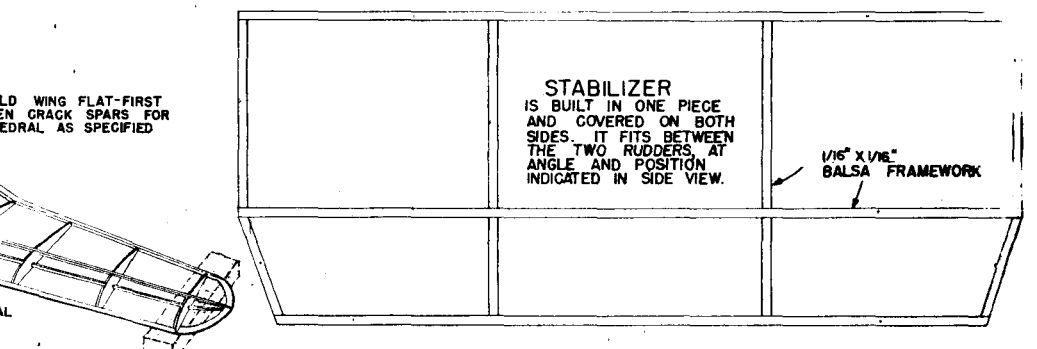 LD WING FLAT-FIRST
EN CRACK SPARS FOR
EDRAL AS SPECIFIED
AL
STABILIZER
IS BUILT IN ONE PIECE
AND COVERED ON BOTH
SIDES. IT FITS BETWEEN
THE TWO RUDDERS, AT
ANGLE AND POSITION
INDICATED IN SIDE VIEW.
1/16" X 1/16"
BALSA FRAMEWORK